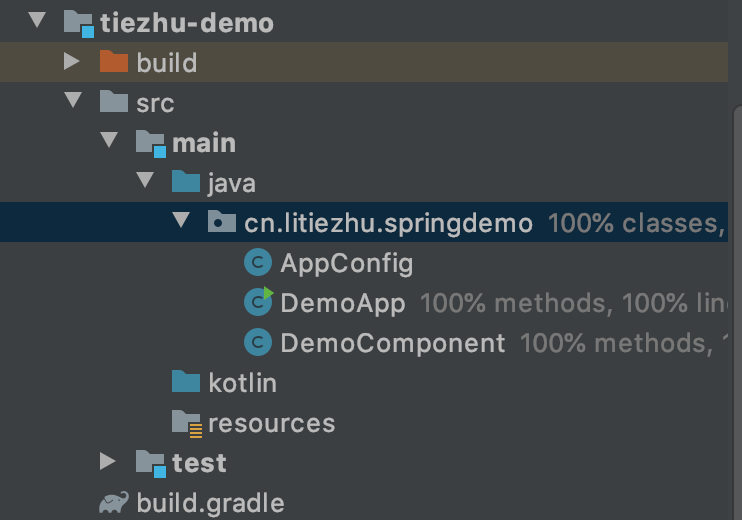 tiezhu-demo
build
src
main
java
cn.litiezhu.springdemo 100% classes,
AppConfig
DemoApp 100% methods, 100% lin
DemoComponent 100% methods,
kotlin
resources
test
build.gradle